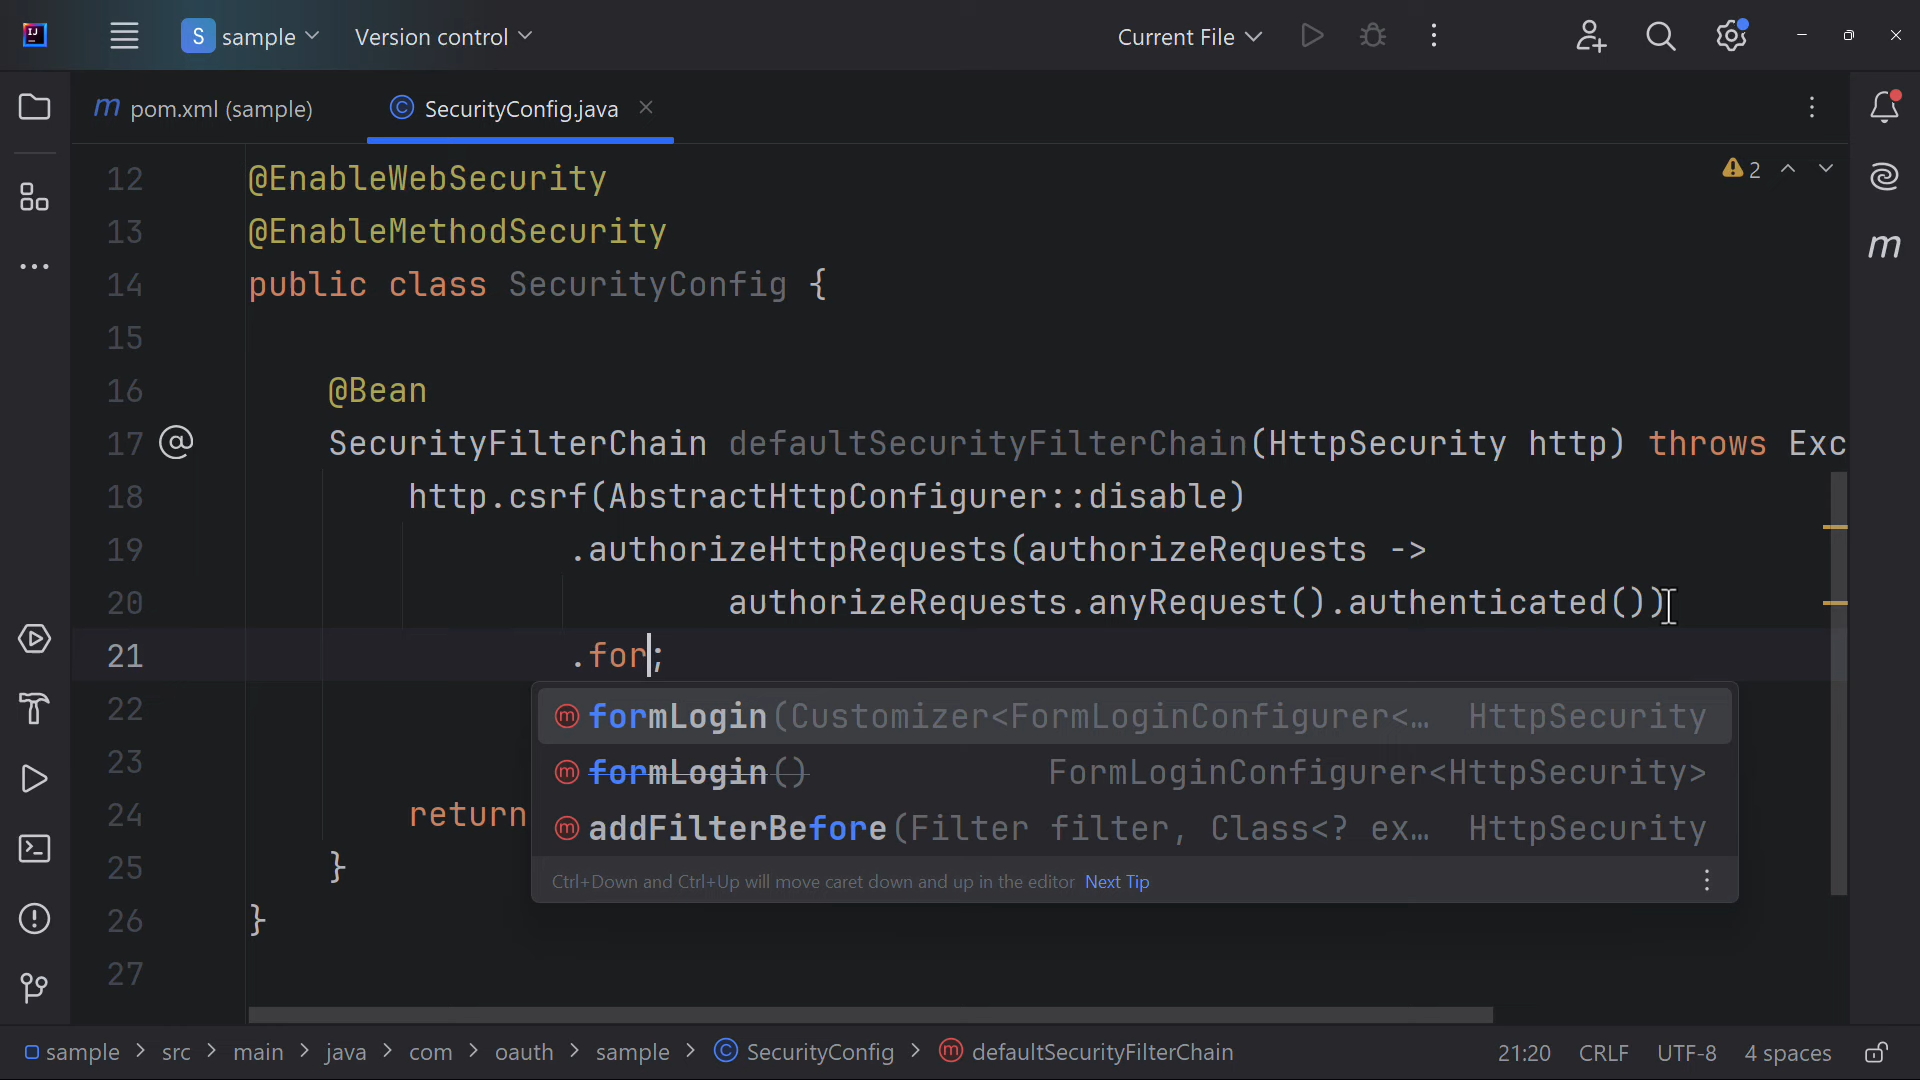 IJ
S sample
Version control
Current File
m pom.xml (sample)
C SecurityConfig.java
2
m
12 @EnableWebSecurity
13 @EnableMethodSecurity
14 public class SecurityConfig {
15
16 @Bean
17 @ SecurityFilterChain defaultSecurityFilterChain(HttpSecurity http) throws Exc
18 http.csrf(AbstractHttpConfigurer::disable)
19 .authorizeHttpRequests(authorizeRequests ->
20 authorizeRequests.anyRequest().authenticated())
21 .for;
m formLogin(Customizer<FormLoginConfigurer<… HttpSecurity
m formLogin() FormLoginConfigurer<HttpSecurity>
m addFilterBefore(Filter filter, Class<? ex… HttpSecurity
Ctrl+Down and Ctrl+Up will move caret down and up in the editor Next Tip
22
23
24 return
25 }
26 }
27
sample > src > main > java > com > oauth > sample > C SecurityConfig > m defaultSecurityFilterChain
21:20 CRLF UTF-8 4 spaces